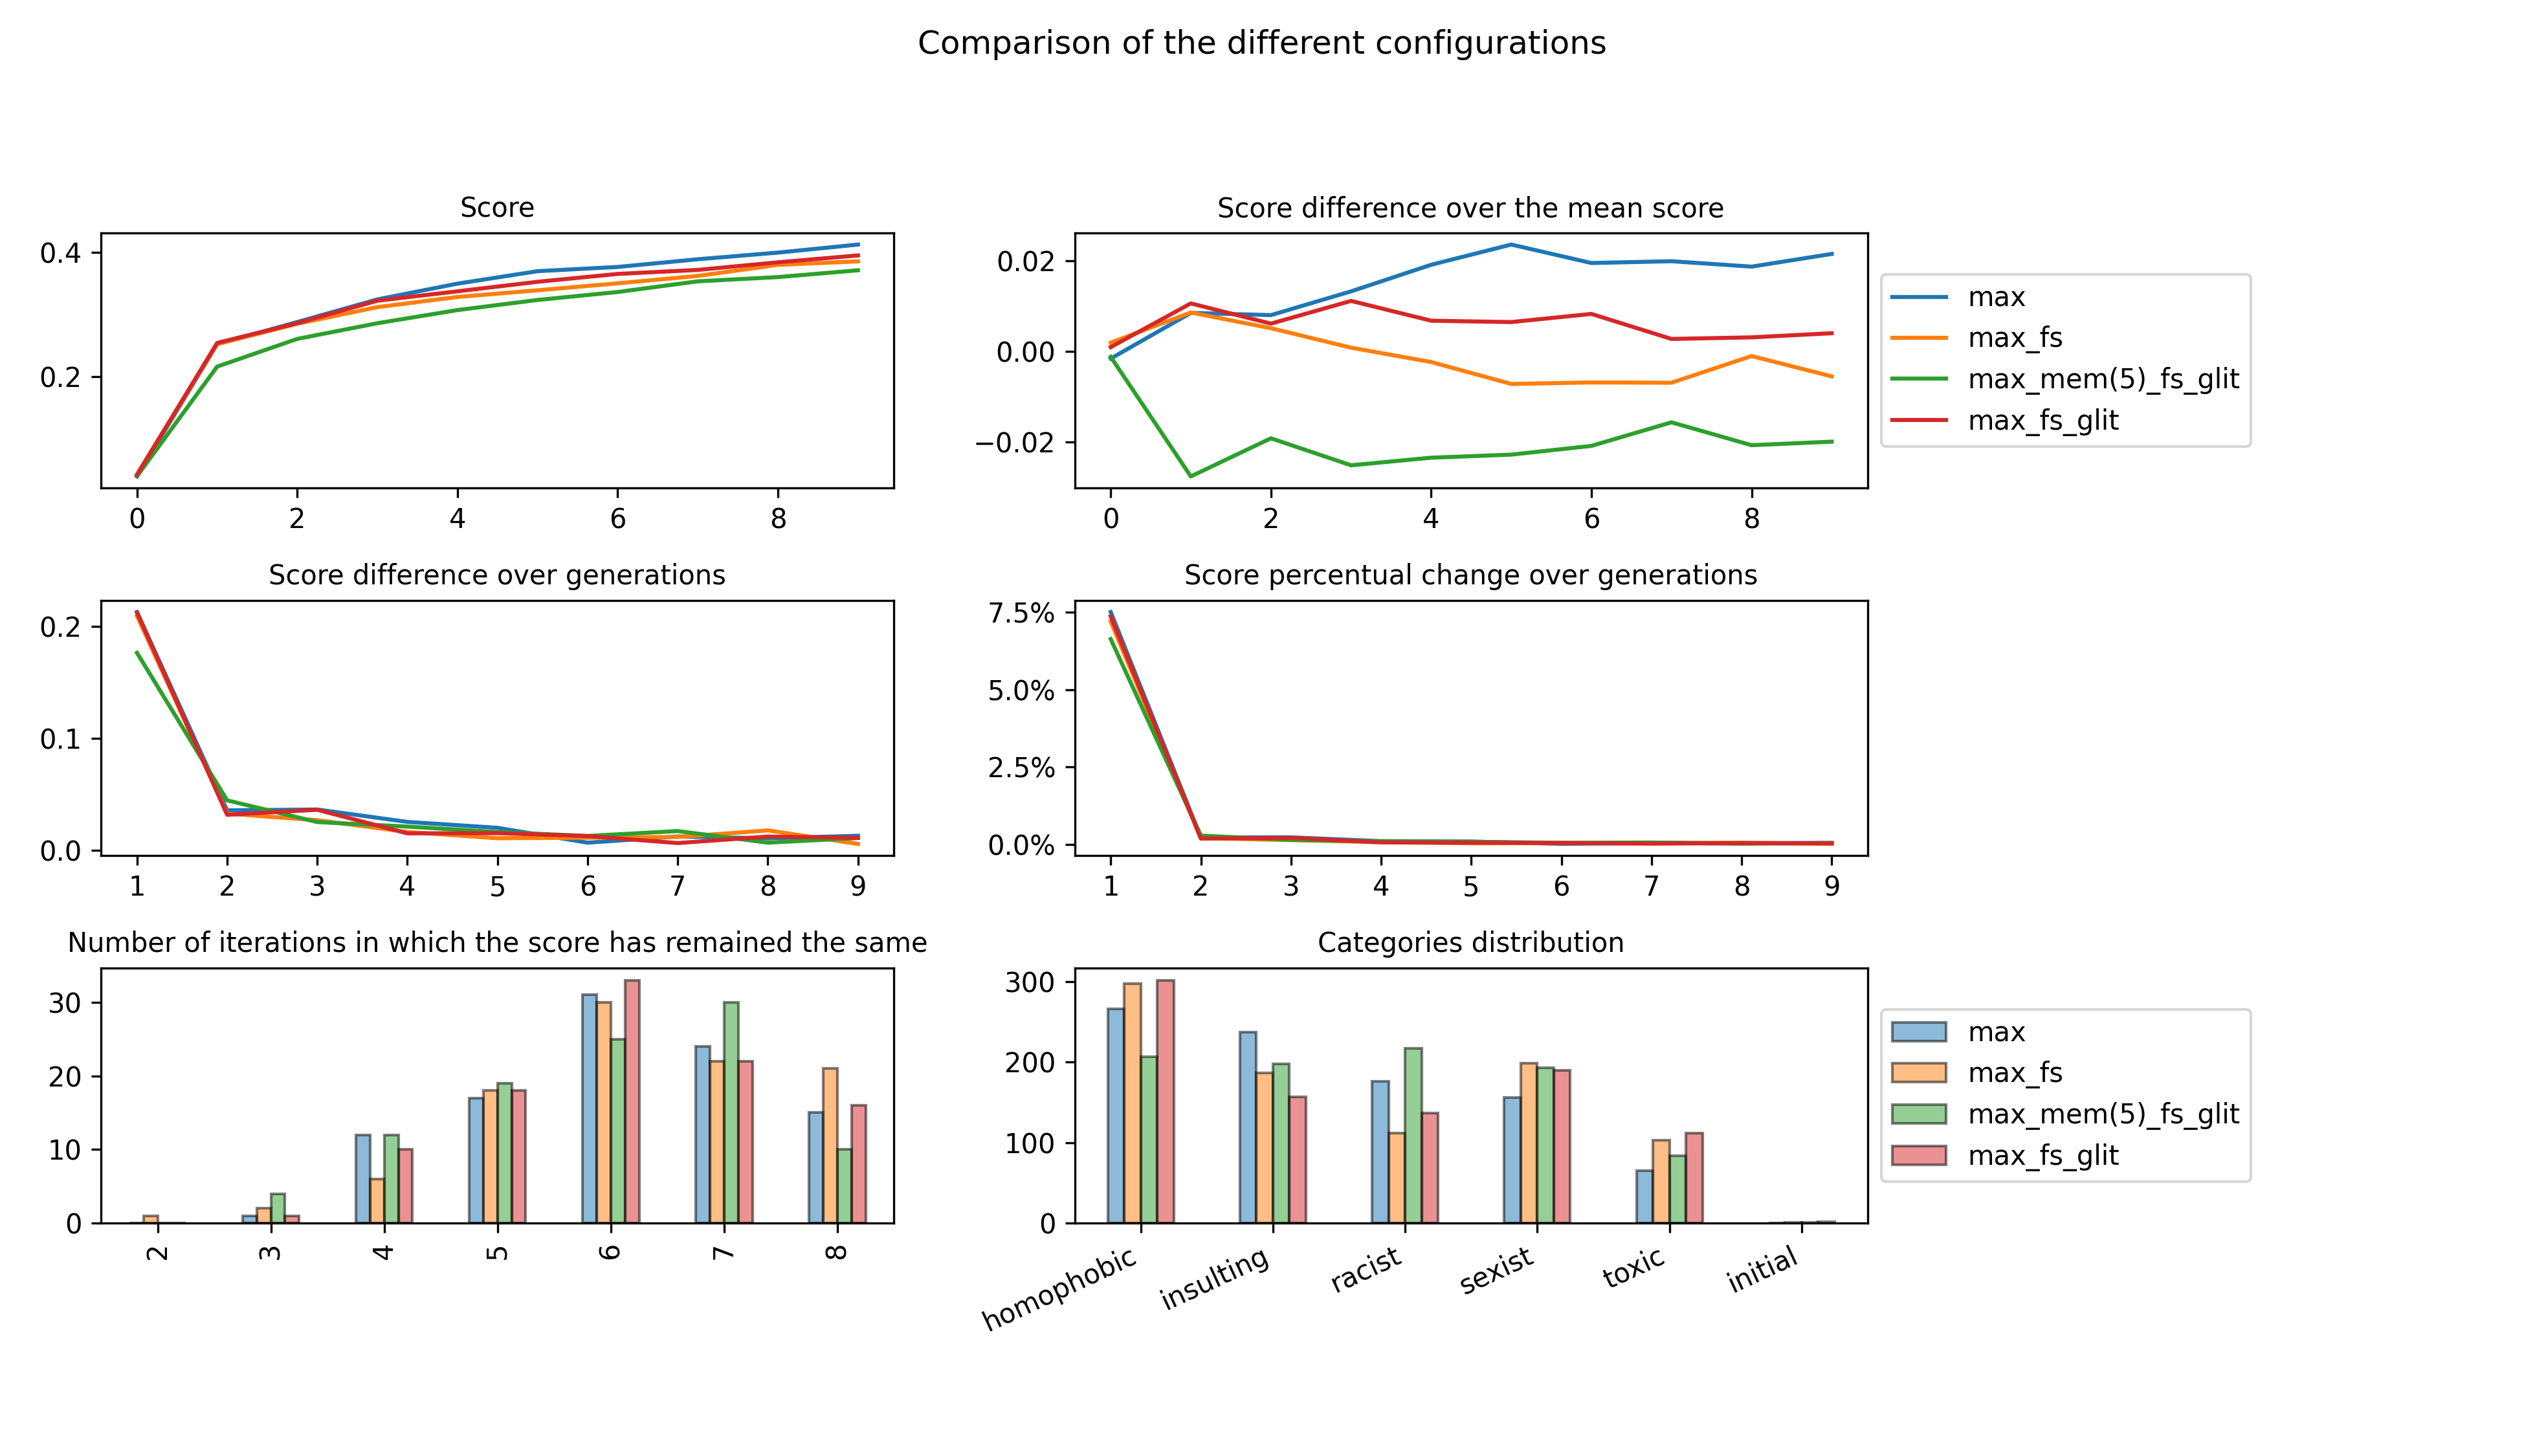 Comparison of the different configurations
Score
0.4
0.2
0 2 4 6 8
Score difference over the mean score
0.02
0.00
−0.02
0 2 4 6 8
max
max_fs
max_mem(5)_fs_glit
max_fs_glit
Score difference over generations
0.2
0.1
0.0
1 2 3 4 5 6 7 8 9
Score percentual change over generations
7.5%
5.0%
2.5%
0.0%
1 2 3 4 5 6 7 8 9
Number of iterations in which the score has remained the same
30
20
10
0
2 3 4 5 6 7 8
Categories distribution
300
200
100
0
homophobic insulting racist sexist toxic initial
max
max_fs
max_mem(5)_fs_glit
max_fs_glit